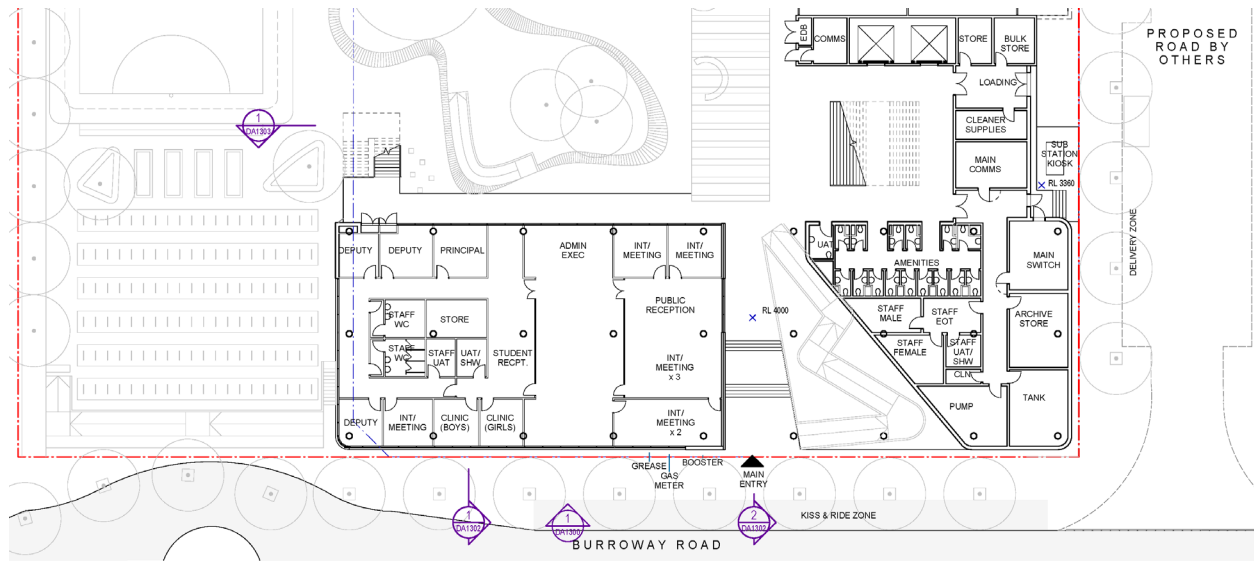 PROPOSED
ROAD BY
OTHERS
EDB
COMMS
STORE
BULK
STORE
LOADING
CLEANER
SUPPLIES
MAIN
COMMS
SUB
STATION
KIOSK
RL 3360
1
DA1303
DELIVERY ZONE
DEPUTY
DEPUTY
PRINCIPAL
ADMIN
EXEC
INT/
MEETING
INT/
MEETING
UAT
AMENITIES
MAIN
SWITCH
PUBLIC
RECEPTION
RL 4000
STAFF
WC
STORE
STAFF
MALE
STAFF
EOT
ARCHIVE
STORE
STAFF
WC
STAFF
UAT
UAT/
SHW
STUDENT
RECPT.
INT/
MEETING
x 3
STAFF
FEMALE
STAFF
UAT/
SHW
CLN
DEPUTY
INT/
MEETING
CLINIC
(BOYS)
CLINIC
(GIRLS)
INT/
MEETING
x 2
PUMP
TANK
GREASE
GAS
METER
BOOSTER
MAIN
ENTRY
KISS & RIDE ZONE
1
DA1302
1
DA1300
2
DA1302
BURROWAY ROAD